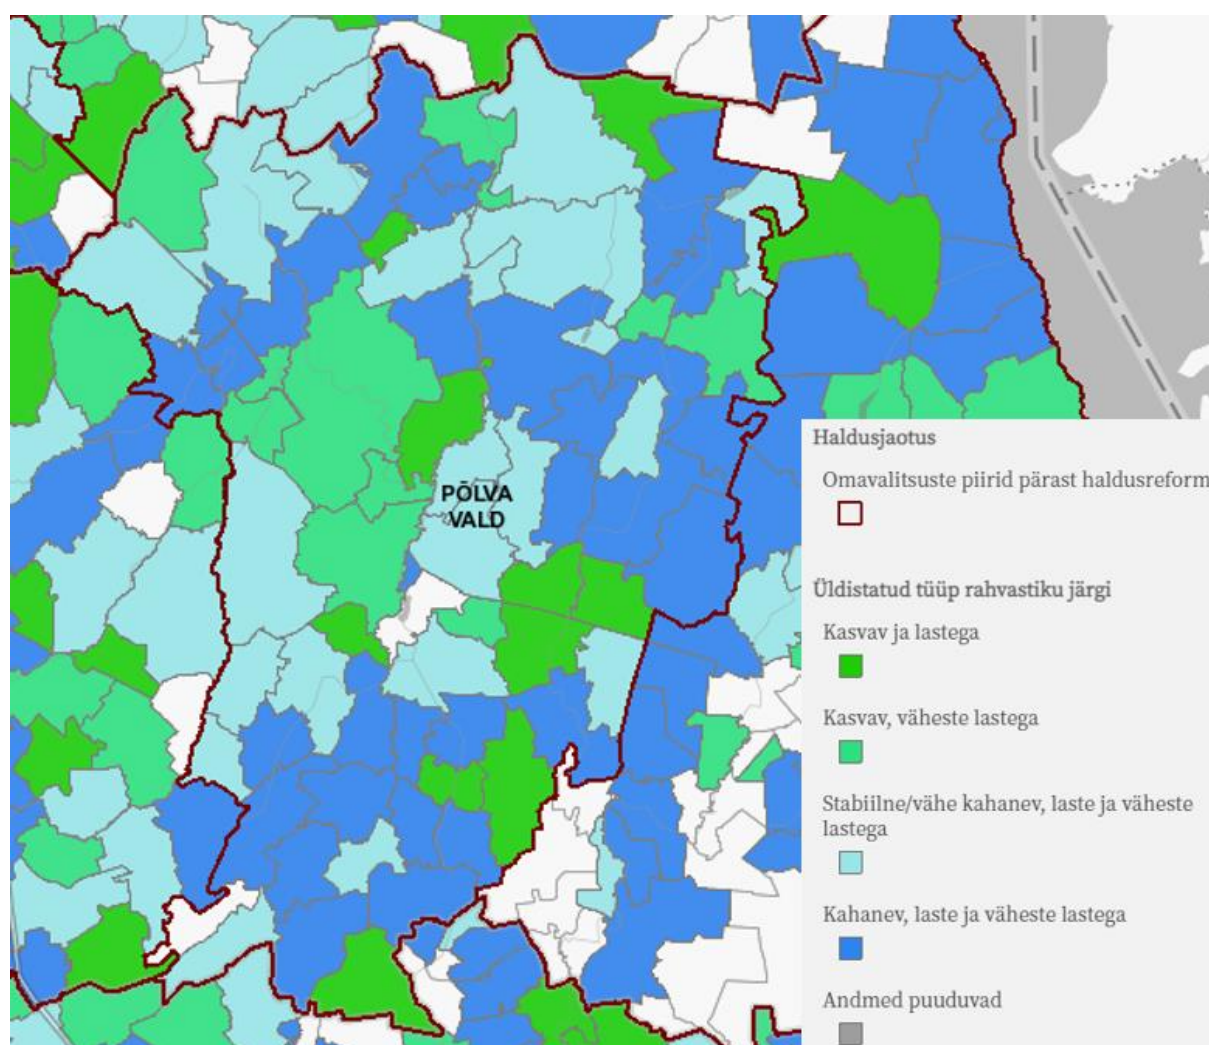 PÕLVA
VALD
Haldusjaotus
Omavalitsuste piirid pärast haldusreform
Üldistatud tüüp rahvastiku järgi
Kasvav ja lastega
Kasvav, väheste lastega
Stabiilne/vähe kahanev, laste ja väheste
lastega
Kahanev, laste ja väheste lastega
Andmed puuduvad